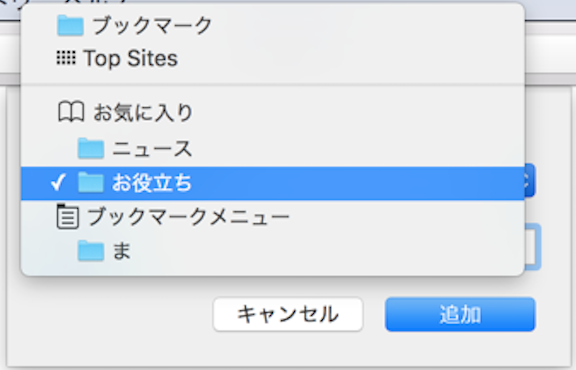 ブックマーク
Top Sites
お気に入り
ニュース
お役立ち
ブックマークメニュー
ま
キャンセル 追加